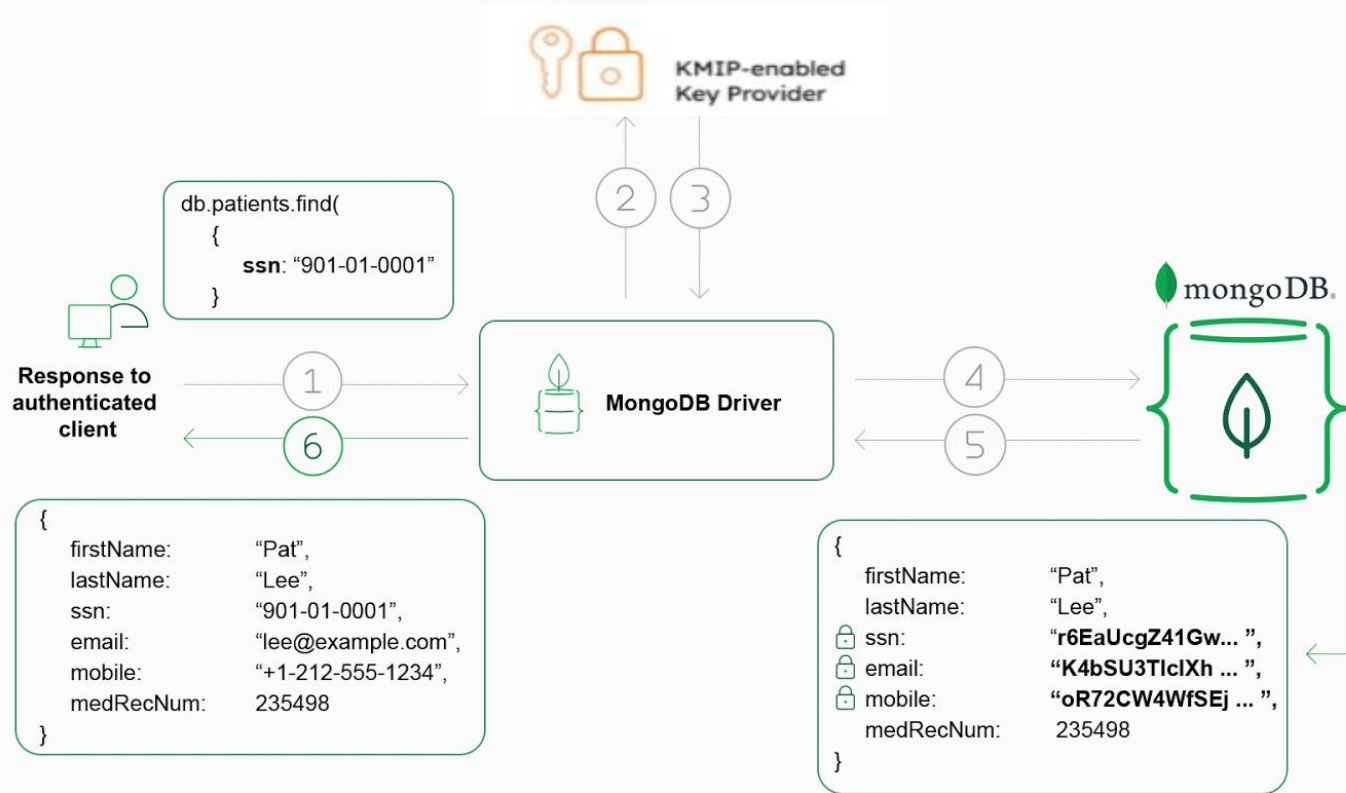 KMIP-enabled
Key Provider
2
3
db.patients.find(
{
ssn: “901-01-0001”
}
mongoDB®
Response to
authenticated
client
1
6
MongoDB Driver
4
5
{
firstName: “Pat”,
lastName: “Lee”,
ssn: “901-01-0001”,
email: “lee@example.com”,
mobile: “+1-212-555-1234”,
medRecNum: 235498
}
{
firstName: “Pat”,
lastName: “Lee”,
ssn: “r6EaUcgZ41Gw... ”,
email: “K4bSU3TlcIXh ... ”,
mobile: “oR72CW4WfSEj ... ”,
medRecNum: 235498
}